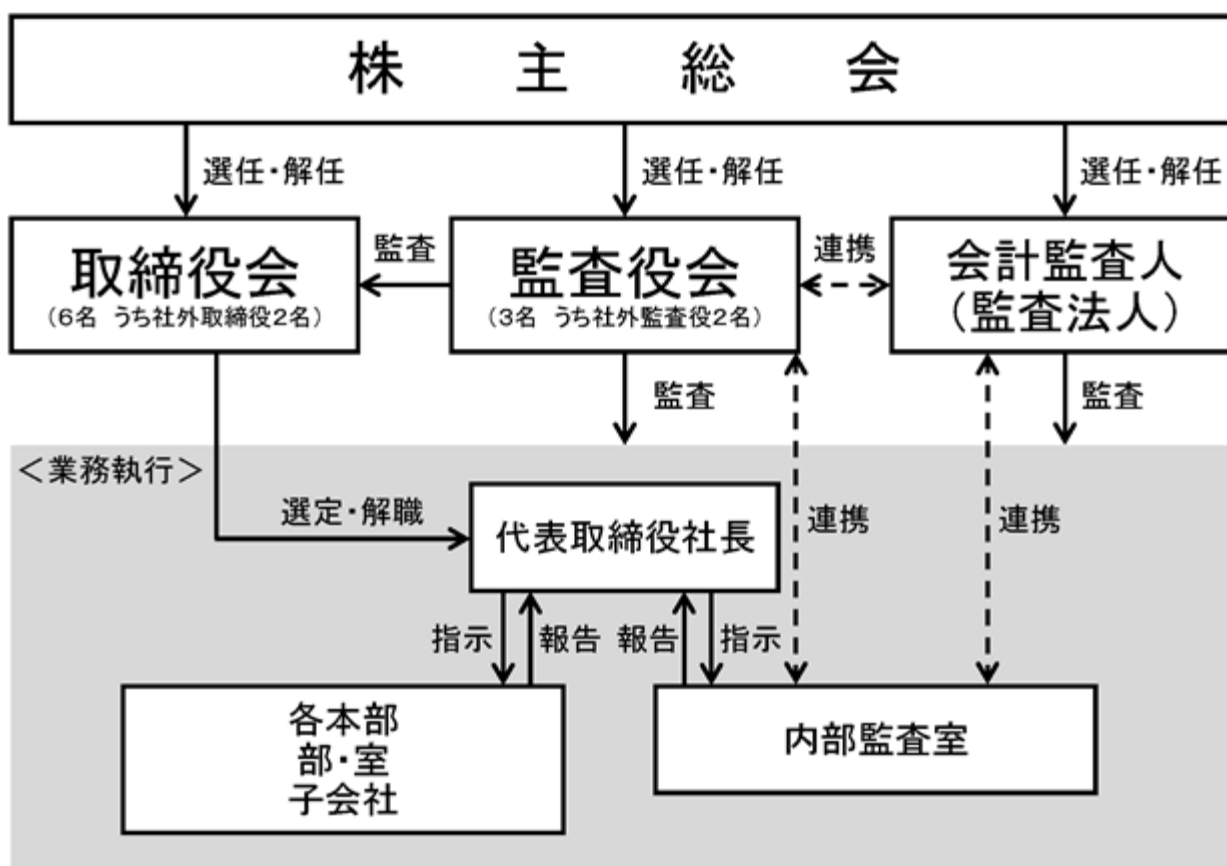 株主総会
選任・解任
選任・解任
選任・解任
取締役会
（6名 うち社外取締役2名）
監査
監査役会
（3名 うち社外監査役2名）
連携
会計監査人
（監査法人）
監査
監査
＜業務執行＞
選定・解職
代表取締役社長
連携
連携
指示
報告
報告
指示
各本部
部・室
子会社
内部監査室